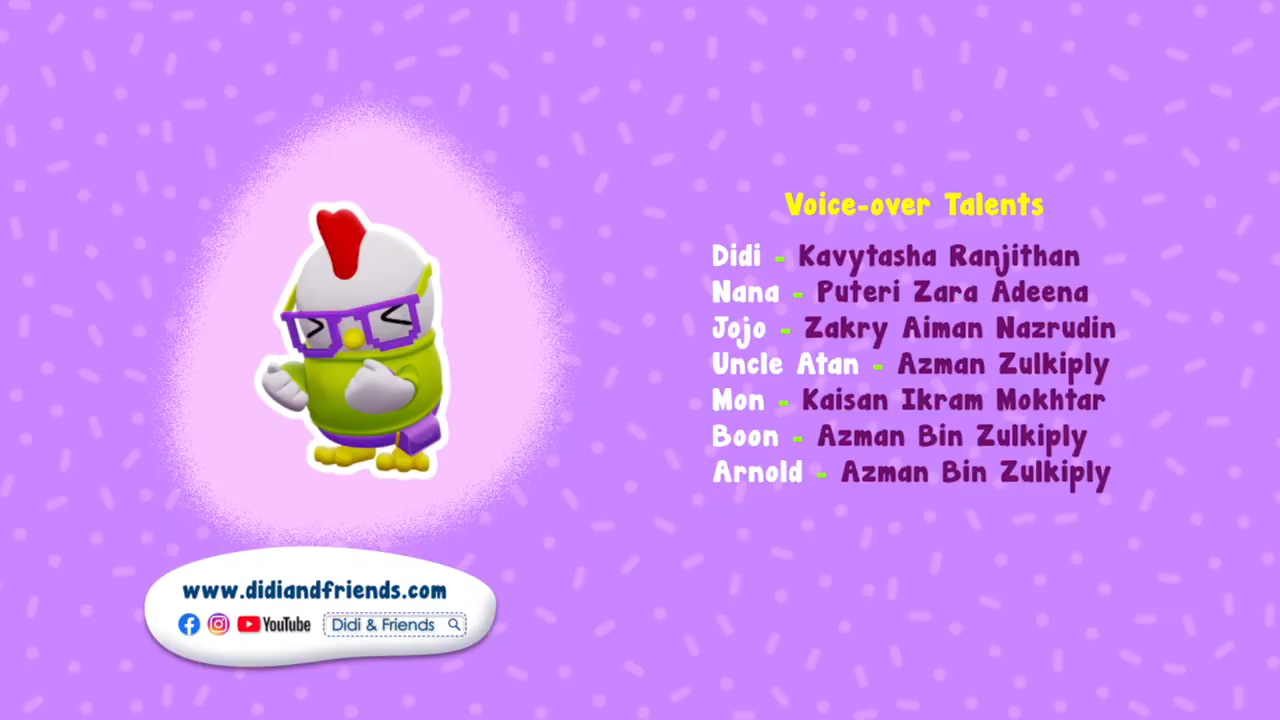 Voice-over Talents
Didi - Kavytasha Ranjithan
Nana - Puteri Zara Adeena
Jojo - Zakry Aiman Nazrudin
Uncle Atan - Azman Zulkiply
Mon - Kaisan Ikram Mokhtar
Boon - Azman Bin Zulkiply
Arnold - Azman Bin Zulkiply
www.didiandfriends.com
YouTube Didi & Friends